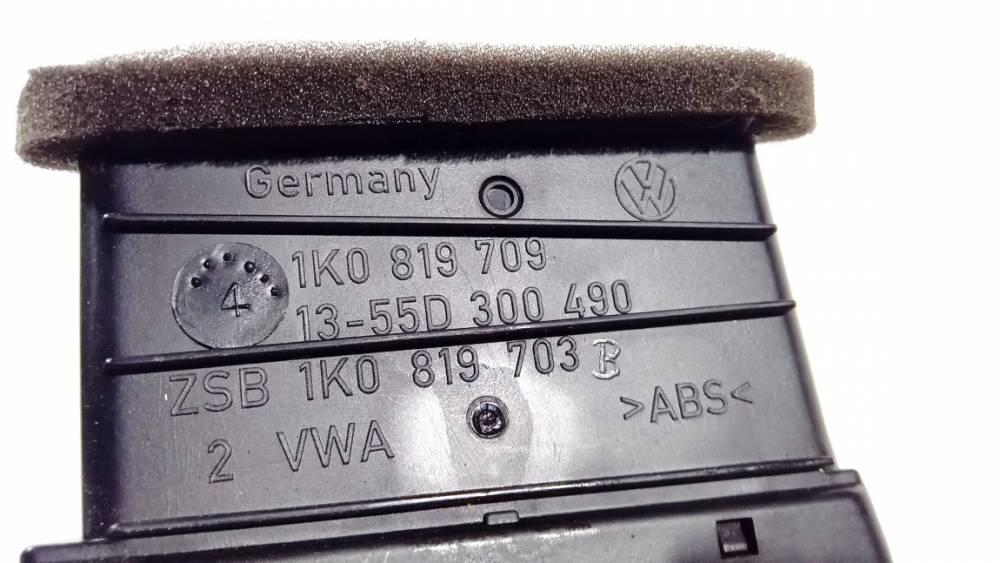 Germany
1K0 819 709
4
13-55D 300 490
ZSB 1K0 819 703 B
>ABS<
2 VWA